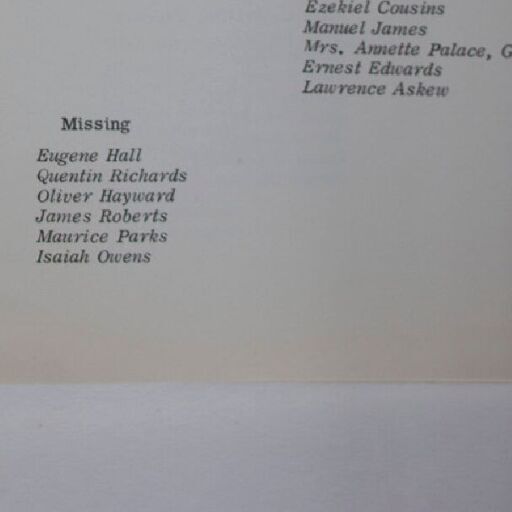 Ezekiel Cousins
Manuel James
Mrs. Annette Palace, G
Ernest Edwards
Lawrence Askew
Missing
Eugene Hall
Quentin Richards
Oliver Hayward
James Roberts
Maurice Parks
Isaiah Owens